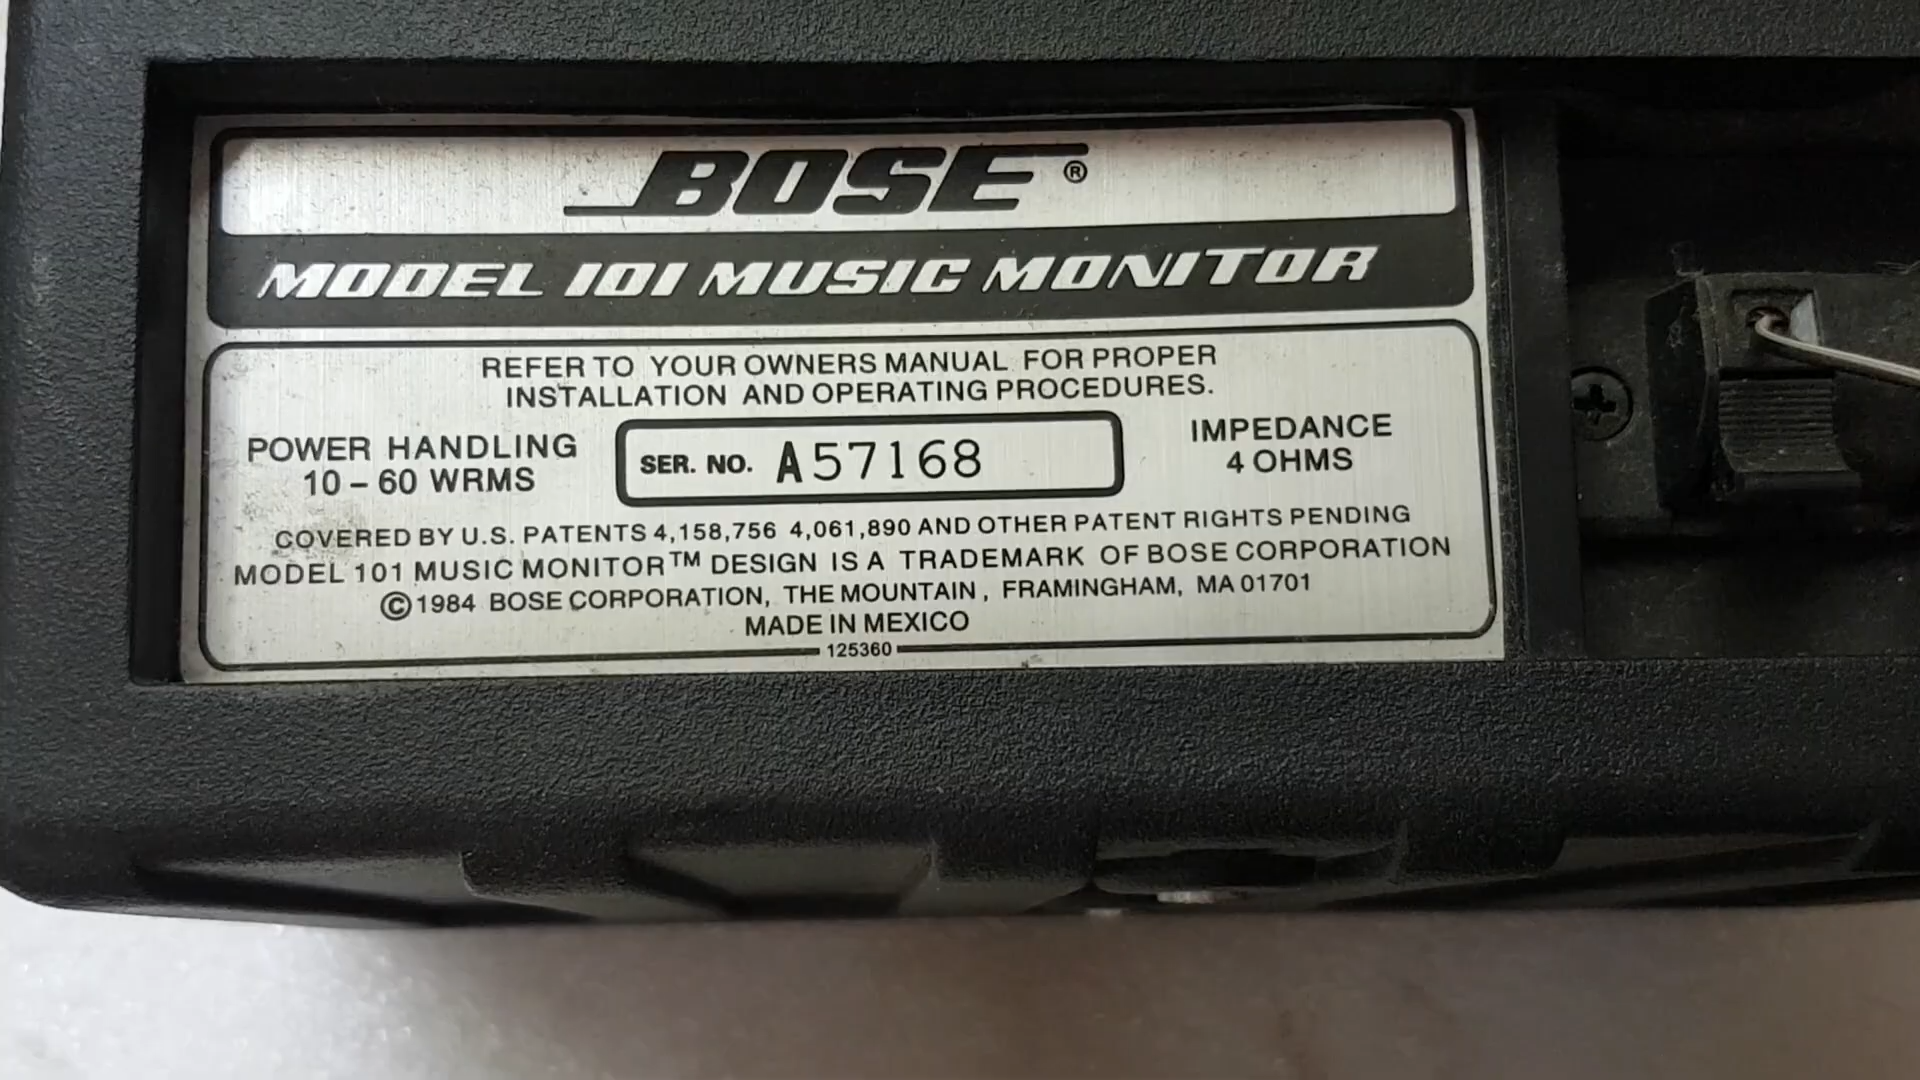 BOSE®
MODEL 101 MUSIC MONITOR
REFER TO YOUR OWNERS MANUAL FOR PROPER
INSTALLATION AND OPERATING PROCEDURES.
POWER HANDLING
10 – 60 WRMS
SER. NO. A57168
IMPEDANCE
4 OHMS
COVERED BY U.S. PATENTS 4,158,756 4,061,890 AND OTHER PATENT RIGHTS PENDING
MODEL 101 MUSIC MONITOR™ DESIGN IS A TRADEMARK OF BOSE CORPORATION
©1984 BOSE CORPORATION, THE MOUNTAIN, FRAMINGHAM, MA 01701
MADE IN MEXICO
125360